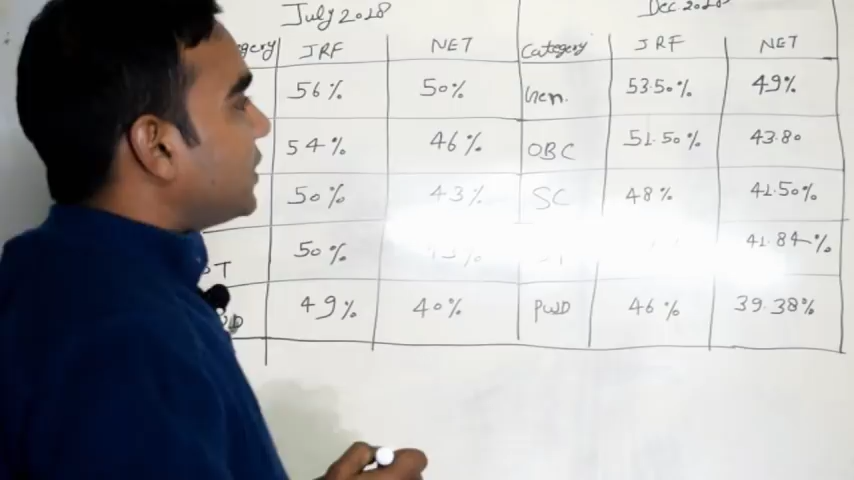 July 2018 Dec 2018
JRF NET Category JRF NET
56% 50% Gen. 53.50% 49%
54% 46% OBC 51.50% 43.80
50% 43% SC 48% 41.50%
50% 41.84%
49% 40% PWD 46% 39.38%